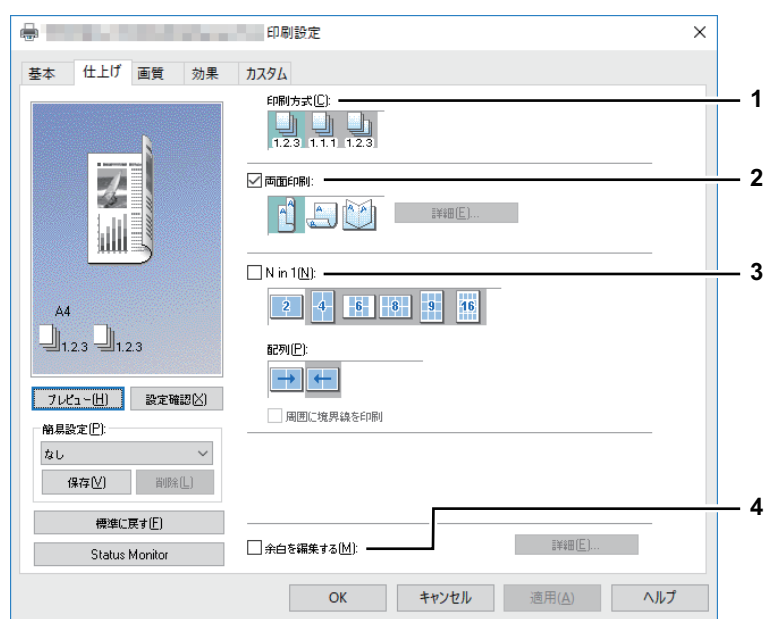 印刷設定
基本 仕上げ 画質 効果 カスタム
印刷方式(C):
1
1.2.3 1.1.1 1.2.3
両面印刷:
2
詳細(E)...
N in 1(N):
3
2 4 6 8 9 16
A4
1.2.3 1.2.3
配列(P):
プレビュー(H) 設定確認(X)
周囲に境界線を印刷
簡易設定(P):
なし
保存(V) 削除(L)
標準に戻す(F)
4
Status Monitor
余白を編集する(M):
詳細(E)...
OK キャンセル 適用(A) ヘルプ